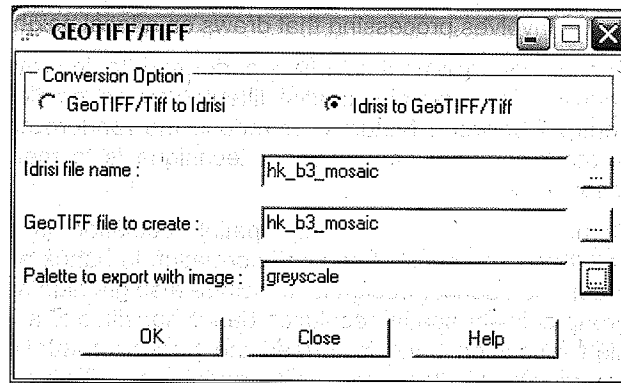 GEOTIFF/TIFF
Conversion Option
GeoTIFF/Tiff to Idrisi
Idrisi to GeoTIFF/Tiff
Idrisi file name :
hk_b3_mosaic
...
GeoTIFF file to create :
hk_b3_mosaic
...
Palette to export with image :
greyscale
...
OK
Close
Help